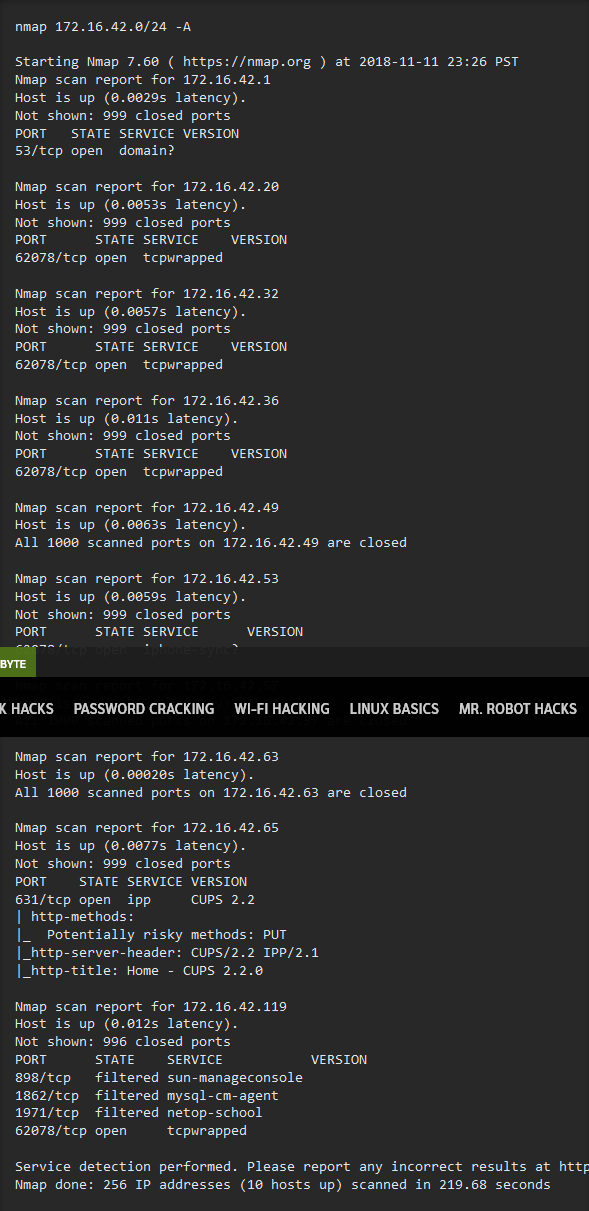 nmap 172.16.42.0/24 -A
Starting Nmap 7.60 ( https://nmap.org ) at 2018-11-11 23:26 PST
Nmap scan report for 172.16.42.1
Host is up (0.0029s latency).
Not shown: 999 closed ports
PORT   STATE SERVICE VERSION
53/tcp open  domain?
Nmap scan report for 172.16.42.20
Host is up (0.0053s latency).
Not shown: 999 closed ports
PORT      STATE SERVICE    VERSION
62078/tcp open  tcpwrapped
Nmap scan report for 172.16.42.32
Host is up (0.0057s latency).
Not shown: 999 closed ports
PORT      STATE SERVICE    VERSION
62078/tcp open  tcpwrapped
Nmap scan report for 172.16.42.36
Host is up (0.011s latency).
Not shown: 999 closed ports
PORT      STATE SERVICE    VERSION
62078/tcp open  tcpwrapped
Nmap scan report for 172.16.42.49
Host is up (0.0063s latency).
All 1000 scanned ports on 172.16.42.49 are closed
Nmap scan report for 172.16.42.53
Host is up (0.0059s latency).
Not shown: 999 closed ports
PORT      STATE SERVICE      VERSION
62078/tcp open  iphone-sync?
BYTE
K HACKS PASSWORD CRACKING WI-FI HACKING LINUX BASICS MR. ROBOT HACKS
Nmap scan report for 172.16.42.63
Host is up (0.00020s latency).
All 1000 scanned ports on 172.16.42.63 are closed
Nmap scan report for 172.16.42.65
Host is up (0.0077s latency).
Not shown: 999 closed ports
PORT    STATE SERVICE VERSION
631/tcp open  ipp     CUPS 2.2
| http-methods:
|_  Potentially risky methods: PUT
|_http-server-header: CUPS/2.2 IPP/2.1
|_http-title: Home - CUPS 2.2.0
Nmap scan report for 172.16.42.119
Host is up (0.012s latency).
Not shown: 996 closed ports
PORT      STATE    SERVICE           VERSION
898/tcp   filtered sun-manageconsole
1862/tcp  filtered mysql-cm-agent
1971/tcp  filtered netop-school
62078/tcp open     tcpwrapped
Service detection performed. Please report any incorrect results at http
Nmap done: 256 IP addresses (10 hosts up) scanned in 219.68 seconds